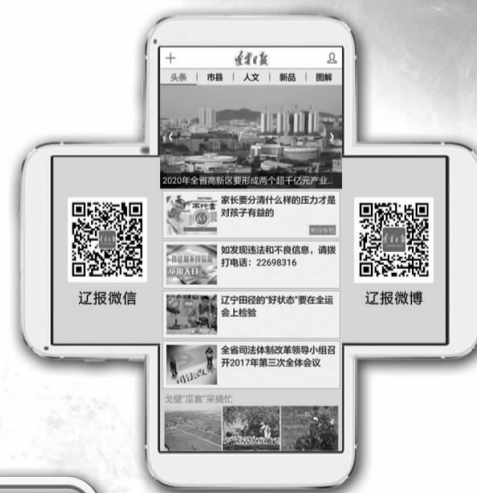 辽宁日报
头条 | 市县 | 人文 | 新品 | 图解
2020年全省高新区要形成两个超千亿元产业...
家长要分清什么样的压力才是
对孩子有益的
如发现违法和不良信息，请拨
打电话：22698316
辽宁田径的“好状态”要在全运
会上检验
全省司法体制改革领导小组召
开2017年第三次全体会议
司法改
戈壁“瓜客”采摘忙
辽报微信
辽报微博